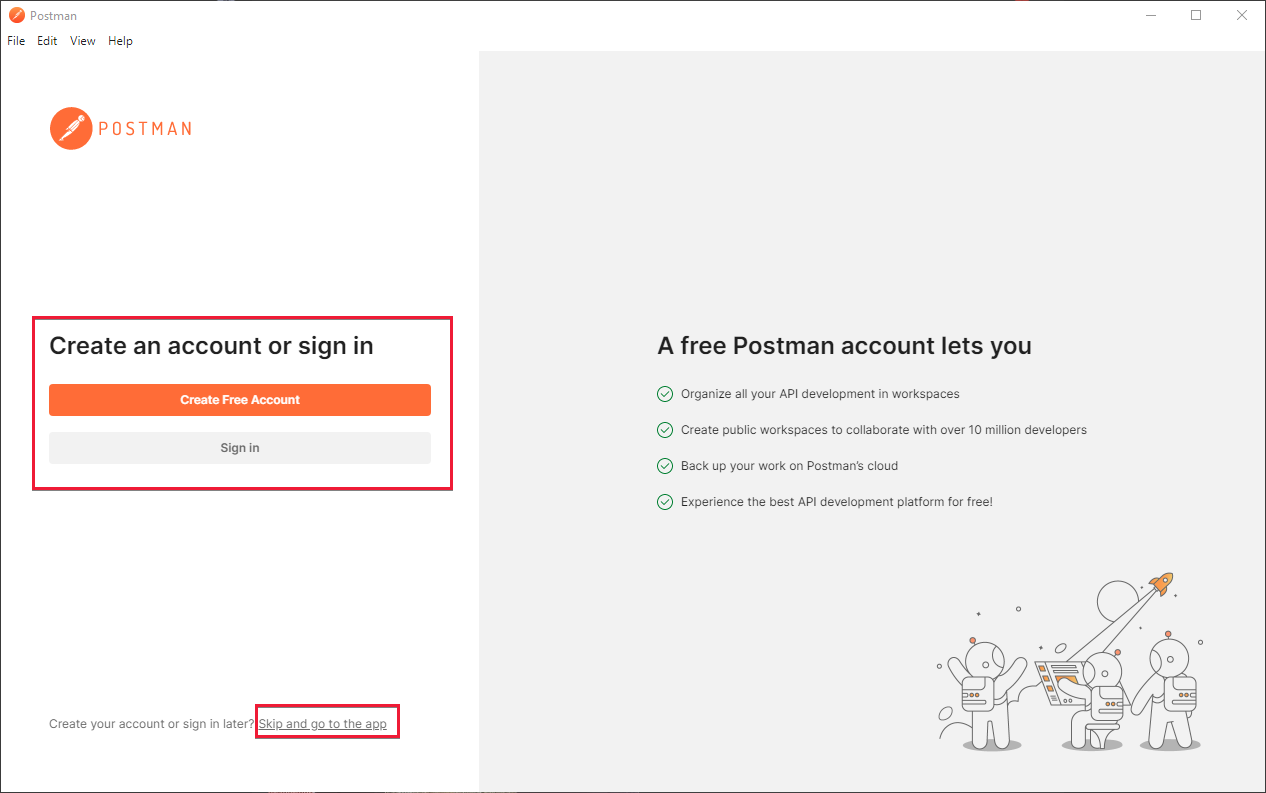 Postman
File Edit View Help
POSTMAN
Create an account or sign in
Create Free Account
Sign in
Create your account or sign in later? Skip and go to the app
A free Postman account lets you
Organize all your API development in workspaces
Create public workspaces to collaborate with over 10 million developers
Back up your work on Postman's cloud
Experience the best API development platform for free!